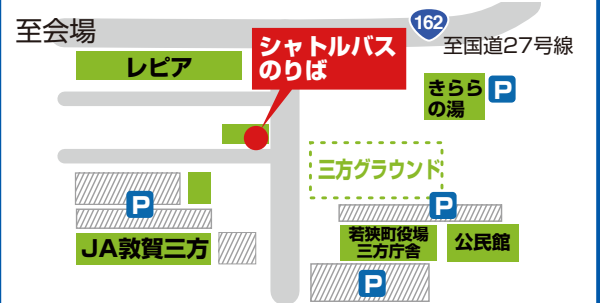 162
至会場
至国道27号線
シャトルバス
のりば
レピア
きらら
の湯
P
三方グラウンド
P
P
JA敦賀三方
若狭町役場
三方庁舎
公民館
P